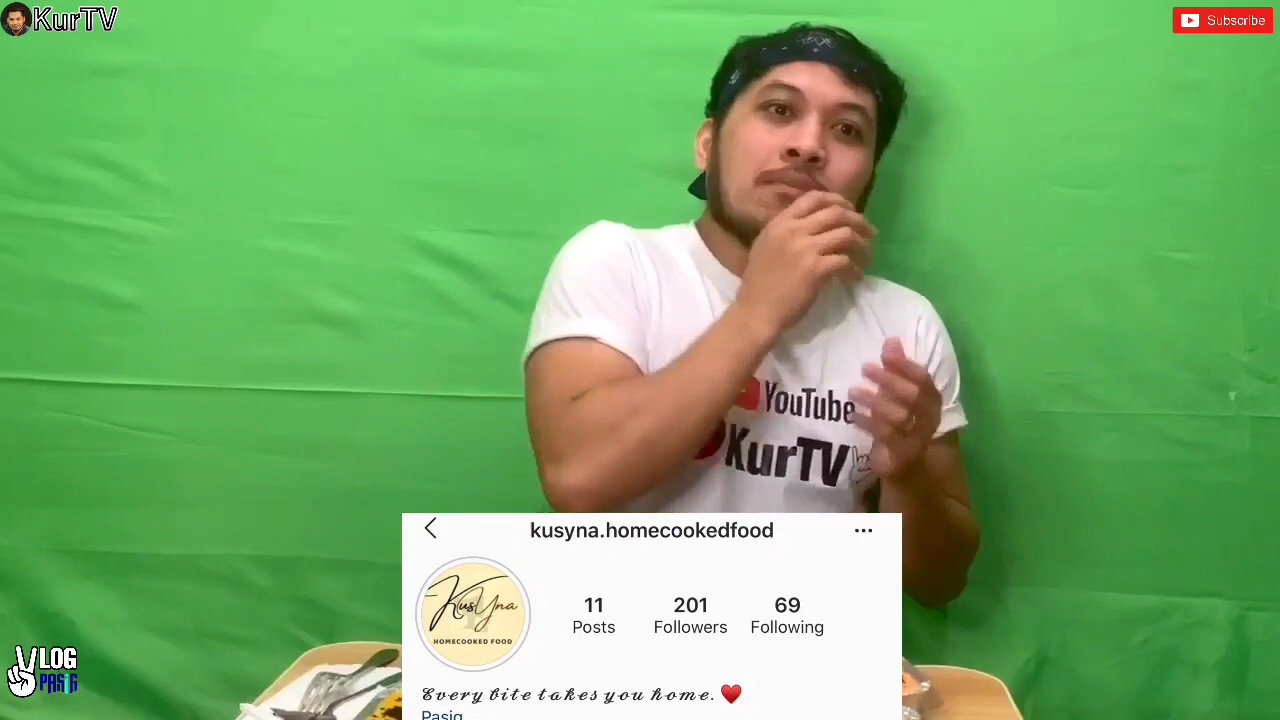 KurTV
Subscribe
YouTube
KurTV
kusyna.homecookedfood
KusYna
HOMECOOKED FOOD
11
201
69
Posts
Followers
Following
Every bite takes you home. ♥️
Pasig
VLOG
PASIG